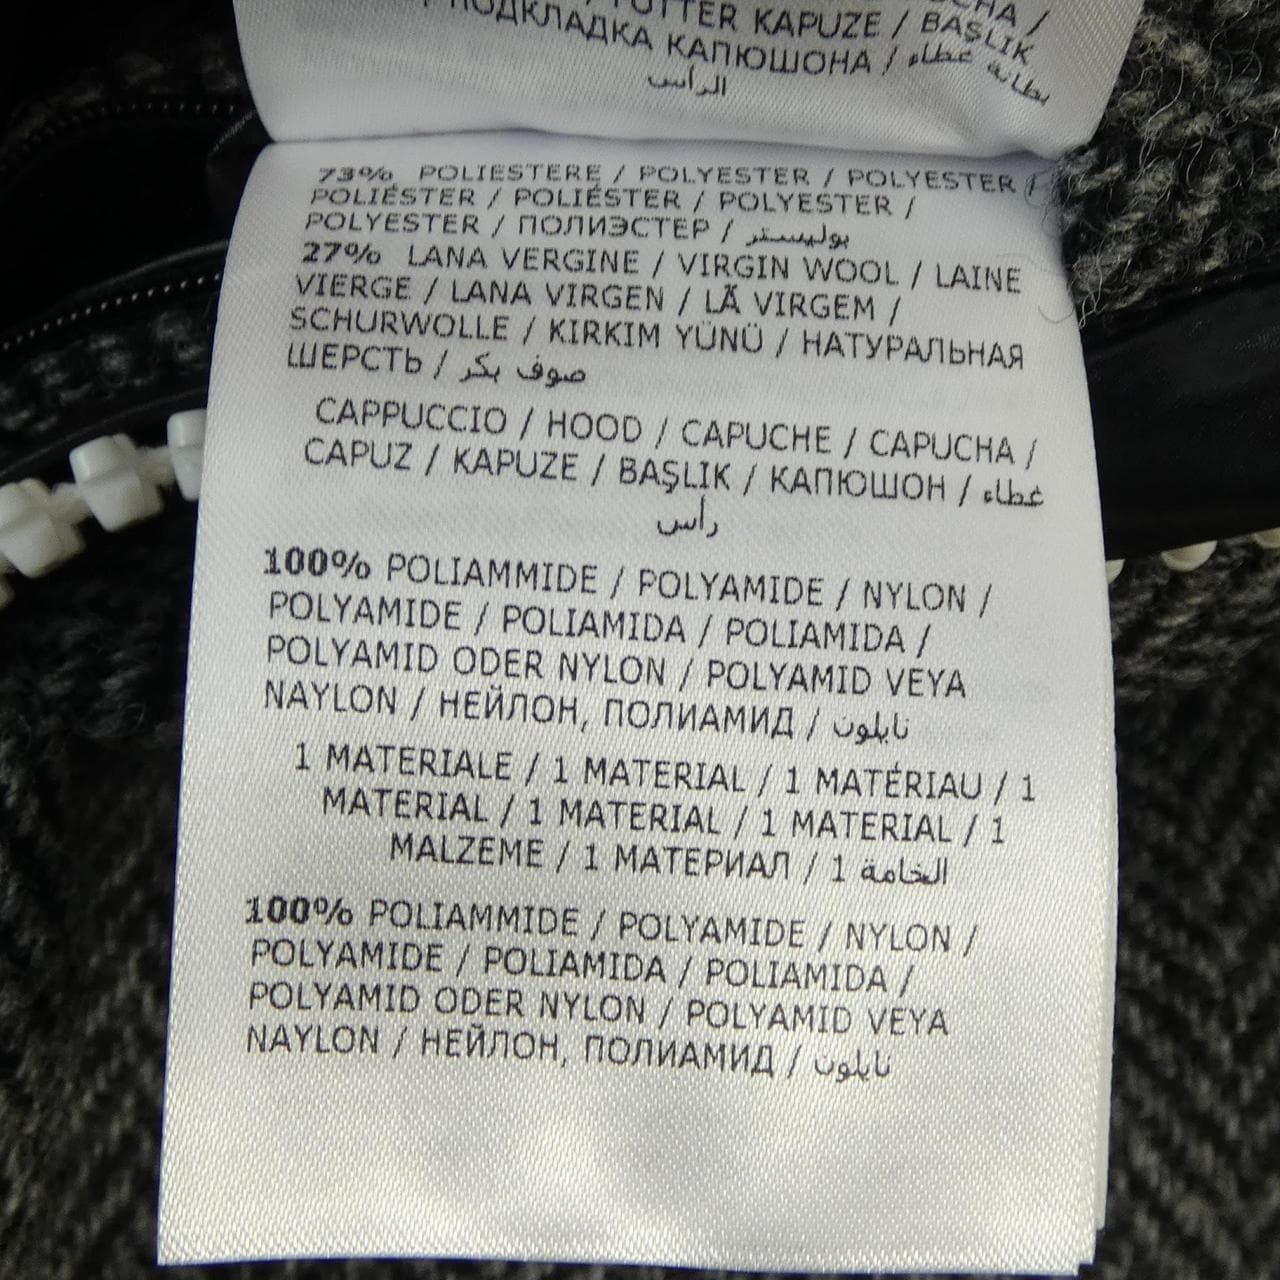 CHA /
FUTTER KAPUZE / BAŞLIK
ПОДКЛАДКА КАПЮШОНА / بطانة غطاء
الرأس
73% POLIESTERE / POLYESTER / POLYESTER /
POLIÉSTER / POLIÉSTER / POLYESTER /
POLYESTER / ПОЛИЭСТЕР / بوليستر
27% LANA VERGINE / VIRGIN WOOL / LAINE
VIERGE / LANA VIRGEN / LÃ VIRGEM /
SCHURWOLLE / KIRKIM YÜNÜ / НАТУРАЛЬНАЯ
ШЕРСТЬ / صوف بكر
CAPPUCCIO / HOOD / CAPUCHE / CAPUCHA /
CAPUZ / KAPUZE / BAŞLIK / КАПЮШОН / غطاء
رأس
100% POLIAMMIDE / POLYAMIDE / NYLON /
POLYAMIDE / POLIAMIDA / POLIAMIDA /
POLYAMID ODER NYLON / POLYAMID VEYA
NAYLON / НЕЙЛОН, ПОЛИАМИД / نايلون
1 MATERIALE / 1 MATERIAL / 1 MATÉRIAU / 1
MATERIAL / 1 MATERIAL / 1 MATERIAL / 1
MALZEME / 1 МАТЕРИАЛ / 1 الخامة
100% POLIAMMIDE / POLYAMIDE / NYLON /
POLYAMIDE / POLIAMIDA / POLIAMIDA /
POLYAMID ODER NYLON / POLYAMID VEYA
NAYLON / НЕЙЛОН, ПОЛИАМИД / نايلون